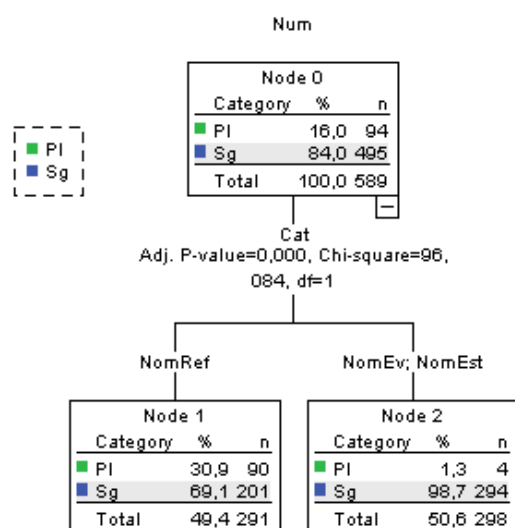 Num
Node 0
Category % n
Pl 16,0 94
Sg 84,0 495
Total 100,0 589
Pl
Sg
Cat
Adj. P-value=0,000, Chi-square=96,
084, df=1
NomRef
NomEv; NomEst
Node 1
Category % n
Pl 30,9 90
Sg 69,1 201
Total 49,4 291
Node 2
Category % n
Pl 1,3 4
Sg 98,7 294
Total 50,6 298